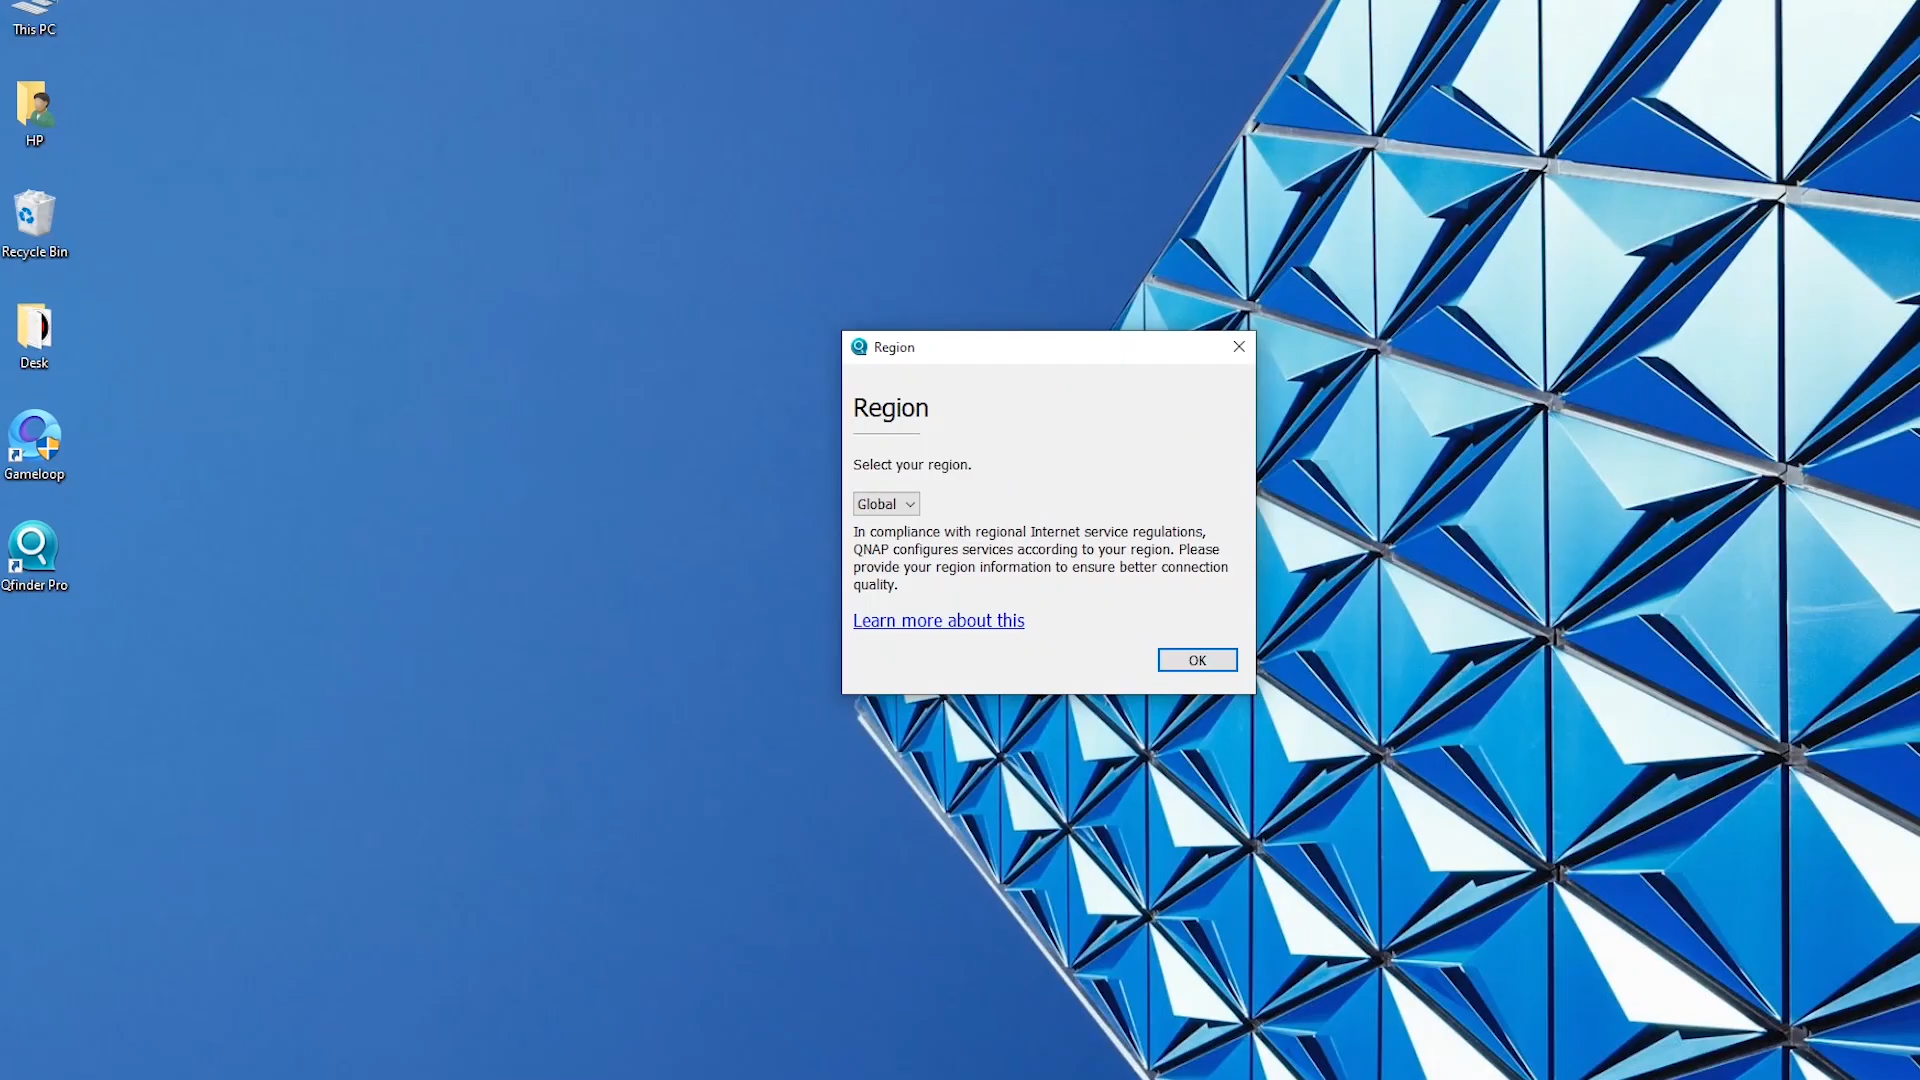 This PC
HP
Recycle Bin
Desk
Gameloop
Qfinder Pro
Region
Region
Select your region.
Global
In compliance with regional Internet service regulations,
QNAP configures services according to your region. Please
provide your region information to ensure better connection
quality.
Learn more about this
OK